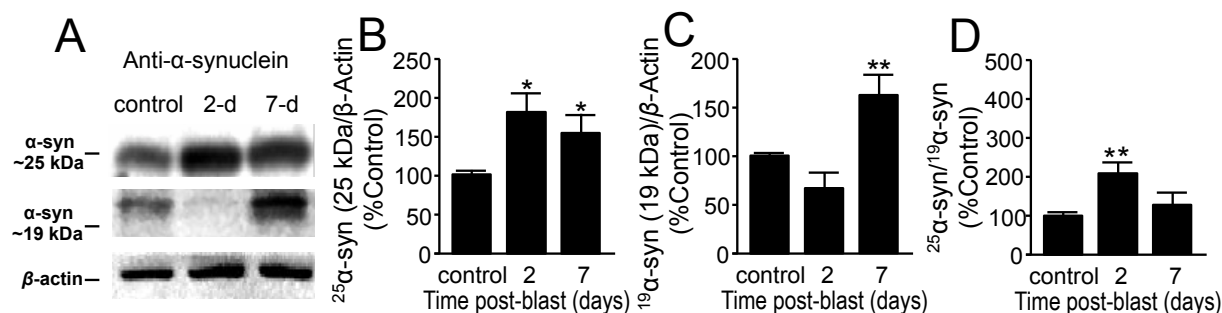 A
Anti-α-synuclein
control 2-d 7-d
α-syn
~25 kDa
α-syn
~19 kDa
β-actin
B
²⁵α-syn (25 kDa/β-Actin
(%Control)
250
200
150
100
50
0
* *
control 2 7
Time post-blast (days)
C
¹⁹α-syn (19 kDa)/β-Actin
(%Control)
200
150
100
50
0
**
control 2 7
Time post-blast (days)
D
²⁵α-syn/¹⁹α-syn
(%Control)
500
400
300
200
100
0
**
control 2 7
Time post-blast (days)